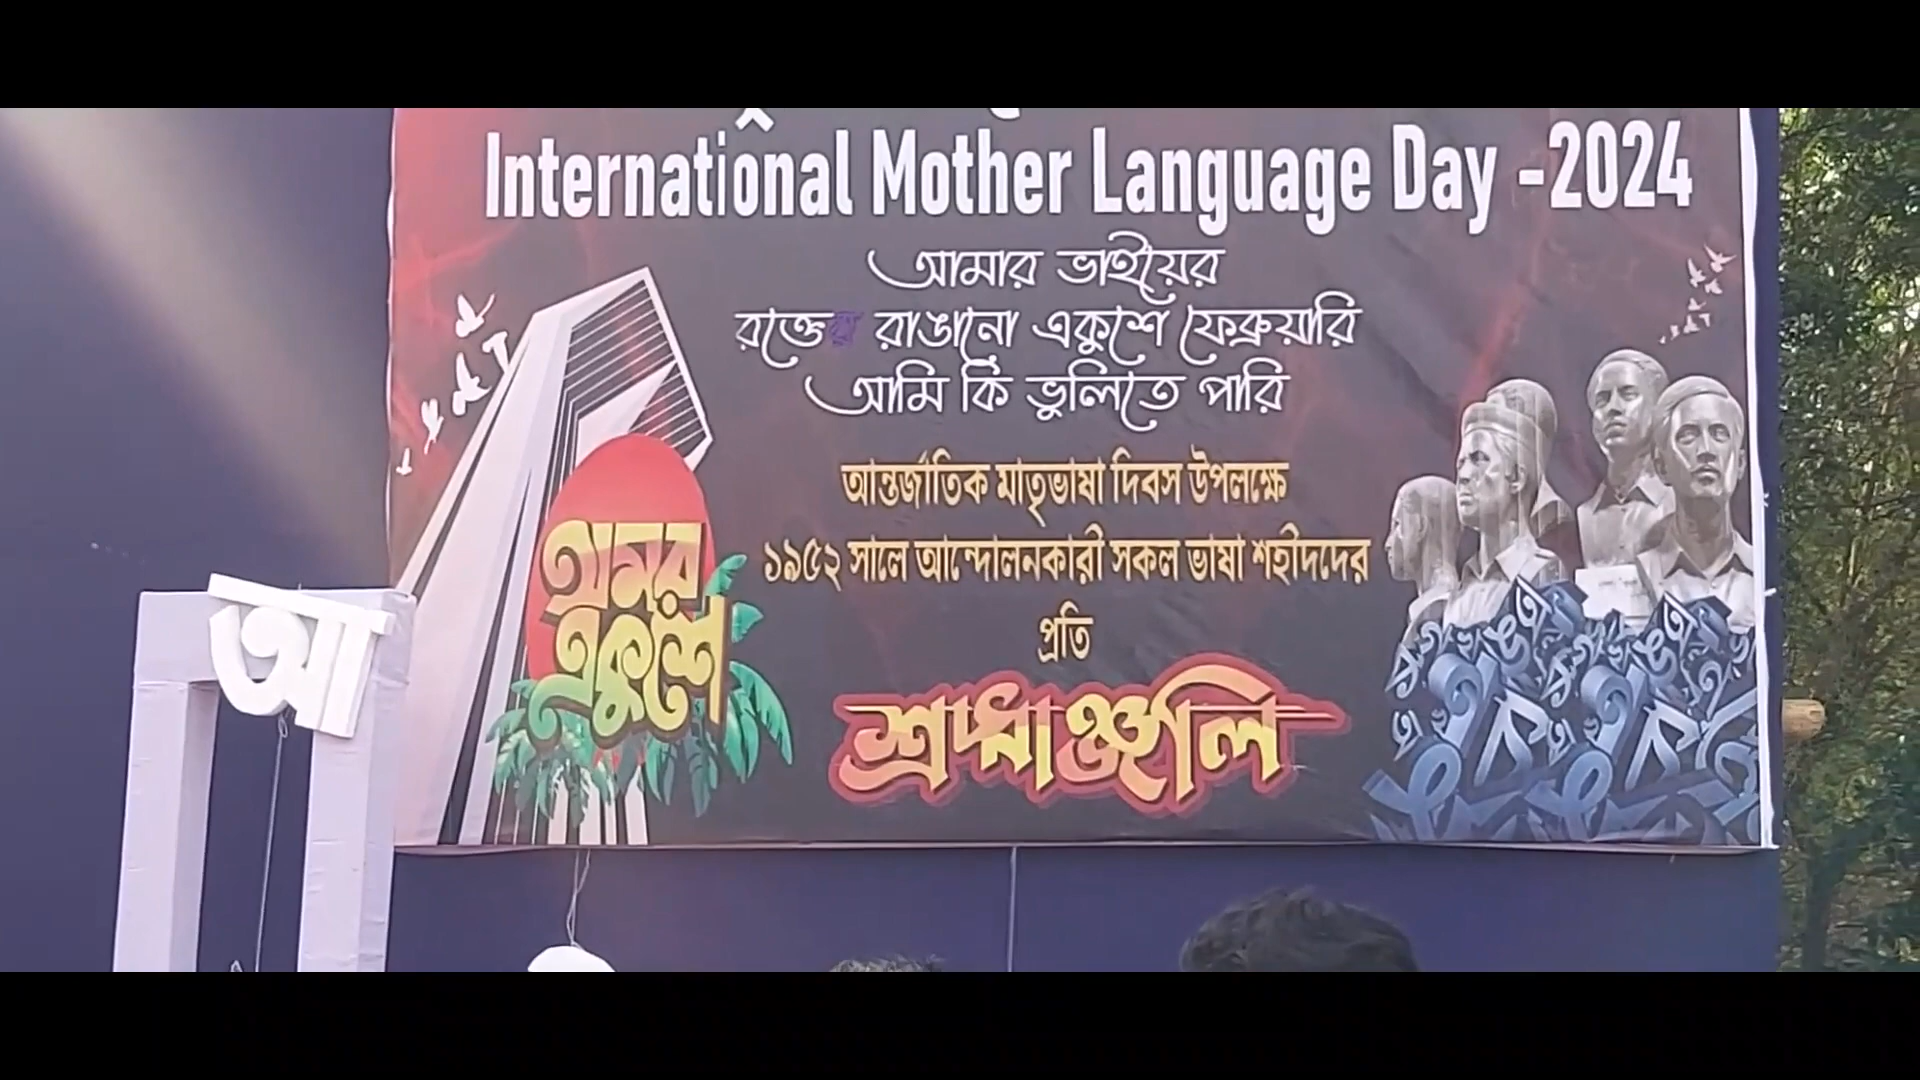 International Mother Language Day -2024
আমার ভাইয়ের
রক্তে রাঙানো একুশে ফেব্রুয়ারি
আমি কি ভুলিতে পারি
আন্তর্জাতিক মাতৃভাষা দিবস উপলক্ষে
১৯৫২ সালে আন্দোলনকারী সকল ভাষা শহীদদের
প্রতি
শ্রদ্ধাঞ্জলি
অমর
একুশে
আ